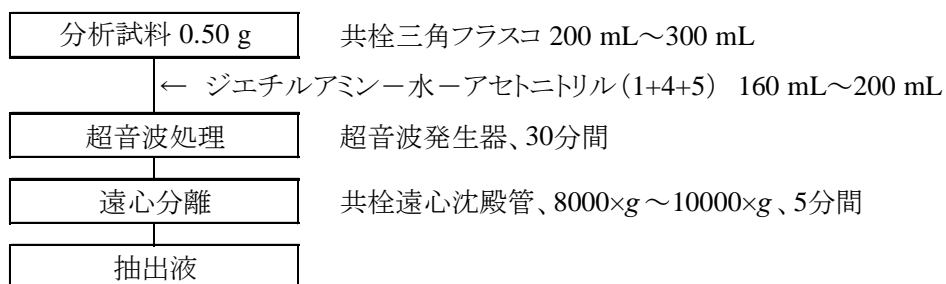 分析試料 0.50 g 共栓三角フラスコ 200 mL～300 mL
← ジエチルアミン－水－アセトニトリル(1+4+5) 160 mL～200 mL
超音波処理 超音波発生器、30分間
遠心分離 共栓遠心沈殿管、8000×g～10000×g、5分間
抽出液